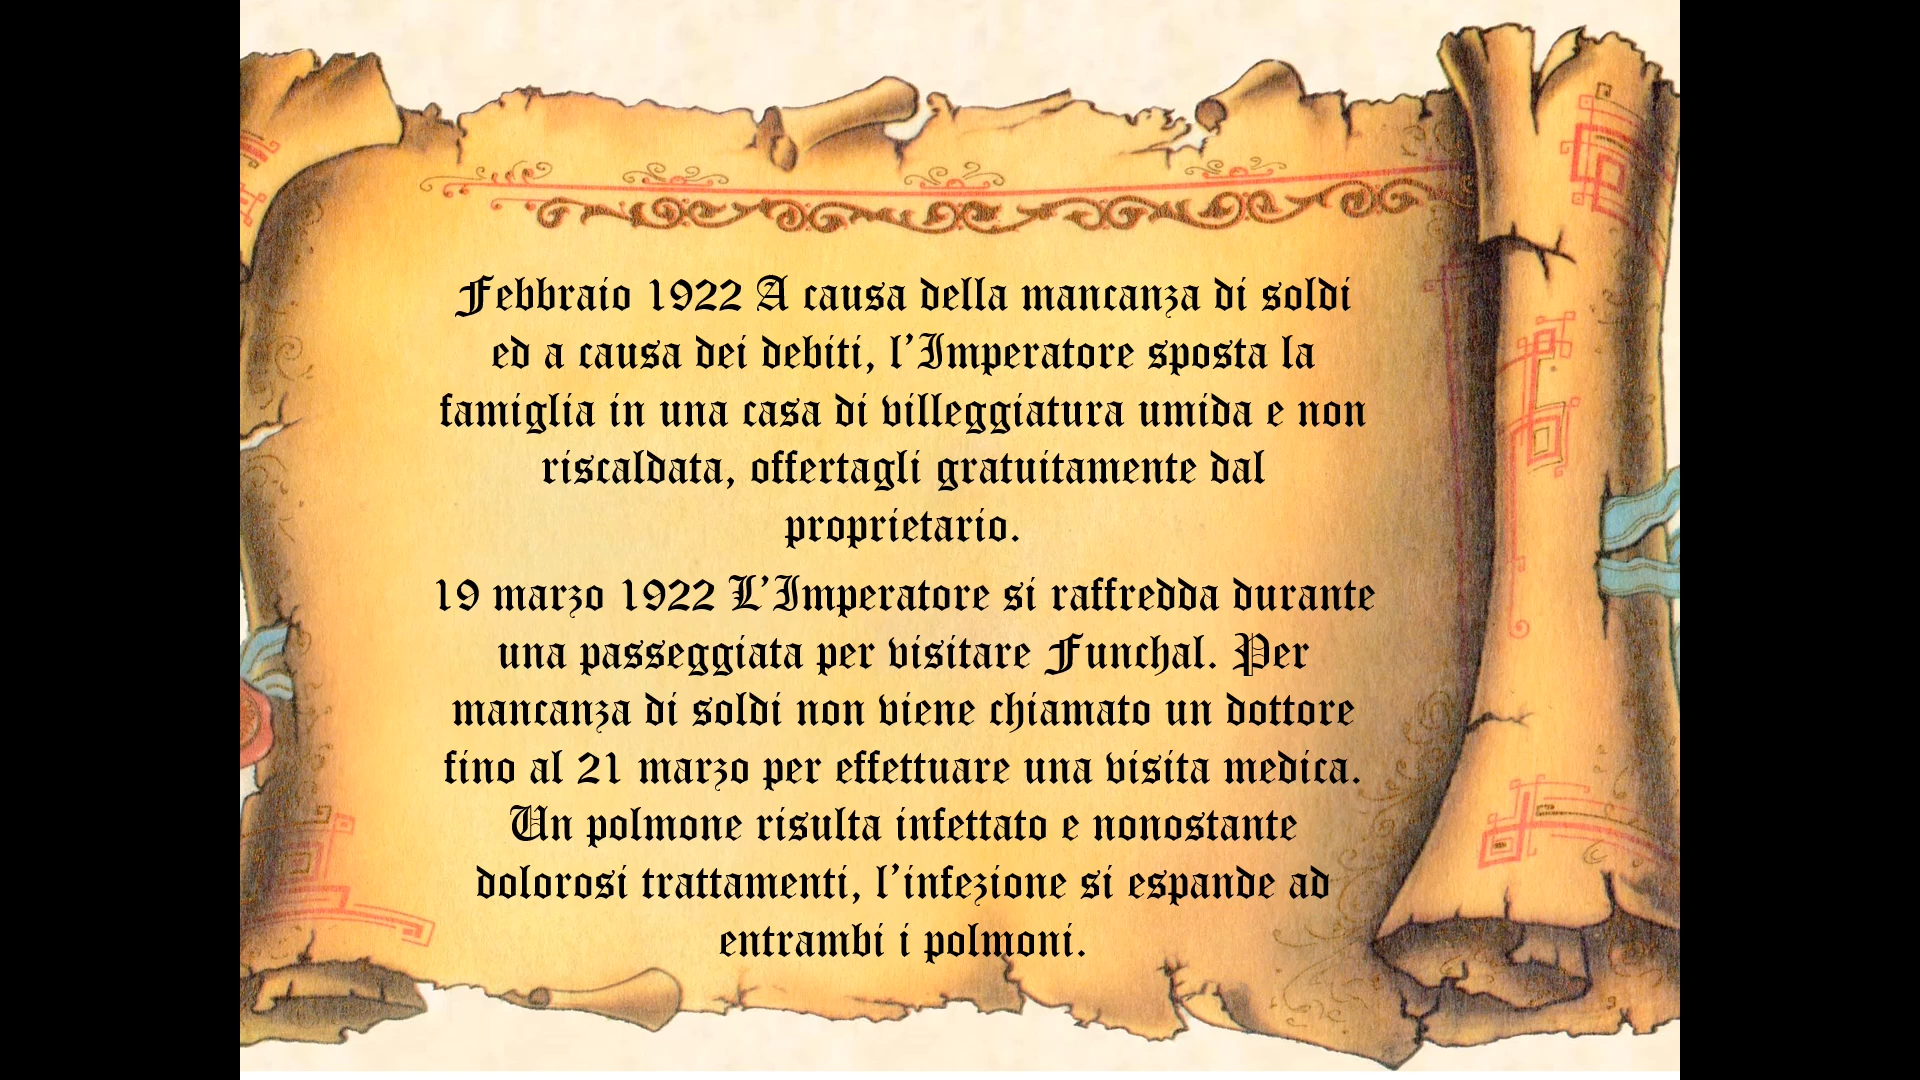 Febbraio 1922 A causa della mancanza di soldi
ed a causa dei debiti, l’Imperatore sposta la
famiglia in una casa di villeggiatura umida e non
riscaldata, offertagli gratuitamente dal
proprietario.
19 marzo 1922 L’Imperatore si raffredda durante
una passeggiata per visitare Funchal. Per
mancanza di soldi non viene chiamato un dottore
fino al 21 marzo per effettuare una visita medica.
Un polmone risulta infettato e nonostante
dolorosi trattamenti, l’infezione si espande ad
entrambi i polmoni.